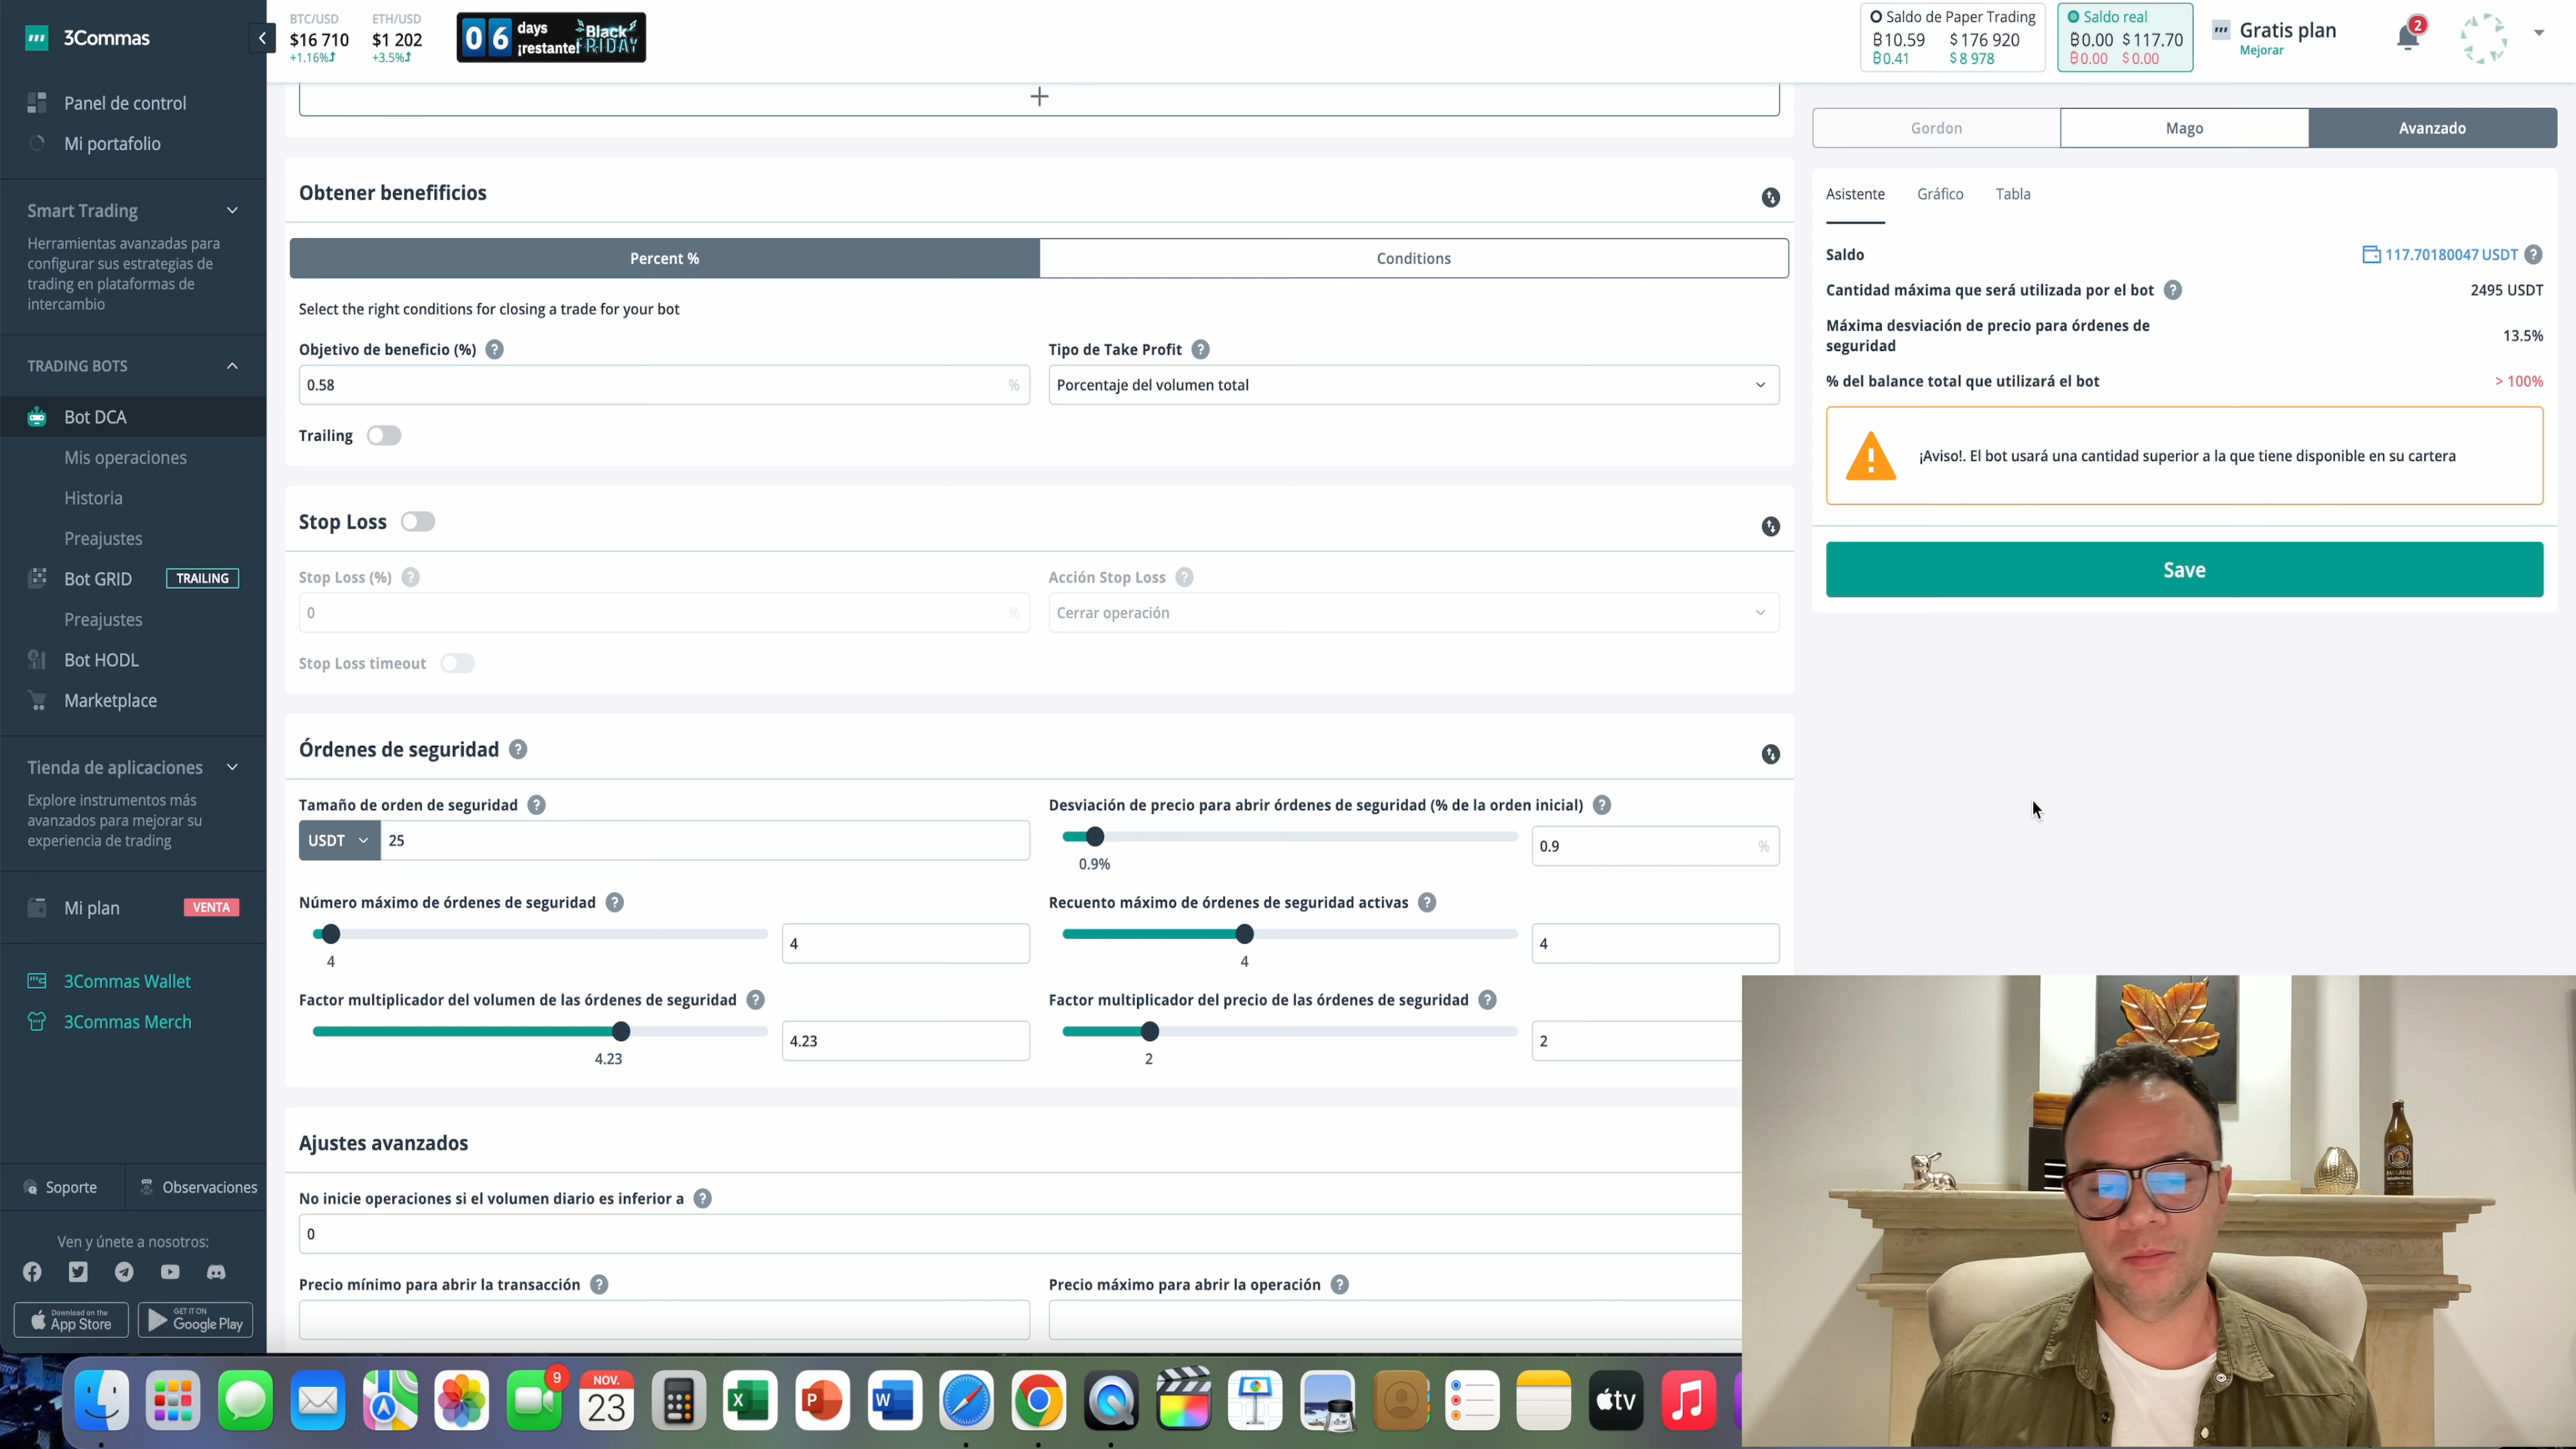 3Commas
BTC/USD
$16 710
+1.16%
ETH/USD
$1 202
+3.5%
06 days
¡restante!
Black
FRIDAY
Saldo de Paper Trading
₿10.59 $176 920
₿0.41 $8 978
Saldo real
₿0.00 $117.70
₿0.00 $0.00
Gratis plan
Mejorar
2
Panel de control
Mi portafolio
Smart Trading
Herramientas avanzadas para
configurar sus estrategias de
trading en plataformas de
intercambio
TRADING BOTS
Bot DCA
Mis operaciones
Historia
Preajustes
Bot GRID TRAILING
Preajustes
Bot HODL
Marketplace
Tienda de aplicaciones
Explore instrumentos más
avanzados para mejorar su
experiencia de trading
Mi plan VENTA
3Commas Wallet
3Commas Merch
Soporte
Observaciones
Ven y únete a nosotros:
Download on the
App Store
GET IT ON
Google Play
Obtener benefificios
Percent %
Conditions
Select the right conditions for closing a trade for your bot
Objetivo de beneficio (%) ?
0.58 %
Tipo de Take Profit ?
Porcentaje del volumen total
Trailing
Stop Loss
Stop Loss (%) ?
0 %
Acción Stop Loss ?
Cerrar operación
Stop Loss timeout
Órdenes de seguridad ?
Tamaño de orden de seguridad ?
USDT 25
Desviación de precio para abrir órdenes de seguridad (% de la orden inicial) ?
0.9%
0.9 %
Número máximo de órdenes de seguridad ?
4
4
Recuento máximo de órdenes de seguridad activas ?
4
4
Factor multiplicador del volumen de las órdenes de seguridad ?
4.23
4.23
Factor multiplicador del precio de las órdenes de seguridad ?
2
2
Ajustes avanzados
No inicie operaciones si el volumen diario es inferior a ?
0
Precio mínimo para abrir la transacción ?
Precio máximo para abrir la operación ?
Gordon
Mago
Avanzado
Asistente
Gráfico
Tabla
Saldo
117.70180047 USDT ?
Cantidad máxima que será utilizada por el bot ?
2495 USDT
Máxima desviación de precio para órdenes de
seguridad
13.5%
% del balance total que utilizará el bot
> 100%
¡Aviso!. El bot usará una cantidad superior a la que tiene disponible en su cartera
Save
9
NOV.
23
X
P
W
tv